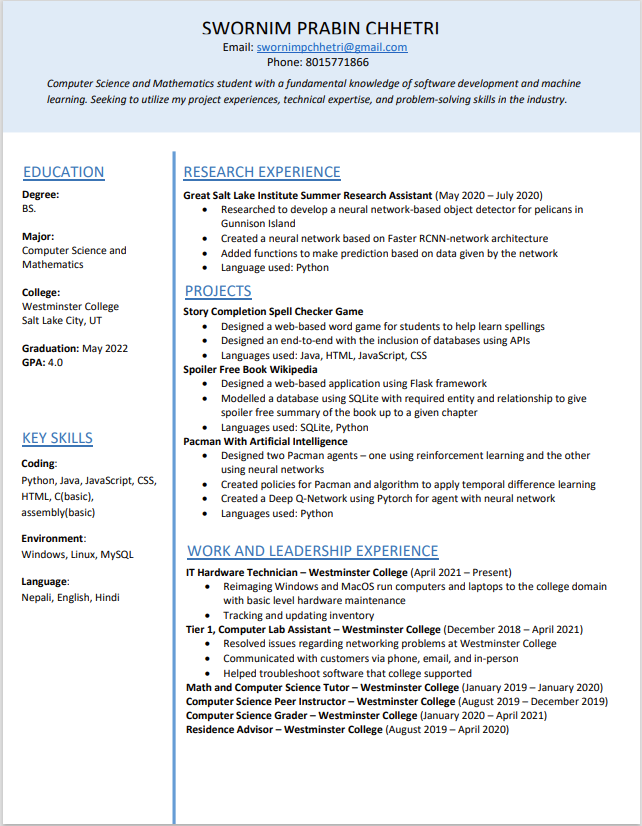 SWORNIM PRABIN CHHETRI
Email: swornimpchhetri@gmail.com
Phone: 8015771866
Computer Science and Mathematics student with a fundamental knowledge of software development and machine
learning. Seeking to utilize my project experiences, technical expertise, and problem-solving skills in the industry.
EDUCATION
Degree:
BS.
Major:
Computer Science and
Mathematics
College:
Westminster College
Salt Lake City, UT
Graduation: May 2022
GPA: 4.0
KEY SKILLS
Coding:
Python, Java, JavaScript, CSS,
HTML, C(basic),
assembly(basic)
Environment:
Windows, Linux, MySQL
Language:
Nepali, English, Hindi
RESEARCH EXPERIENCE
Great Salt Lake Institute Summer Research Assistant (May 2020 – July 2020)
• Researched to develop a neural network-based object detector for pelicans in
Gunnison Island
• Created a neural network based on Faster RCNN-network architecture
• Added functions to make prediction based on data given by the network
• Language used: Python
PROJECTS
Story Completion Spell Checker Game
• Designed a web-based word game for students to help learn spellings
• Designed an end-to-end with the inclusion of databases using APIs
• Languages used: Java, HTML, JavaScript, CSS
Spoiler Free Book Wikipedia
• Designed a web-based application using Flask framework
• Modelled a database using SQLite with required entity and relationship to give
spoiler free summary of the book up to a given chapter
• Languages used: SQLite, Python
Pacman With Artificial Intelligence
• Designed two Pacman agents – one using reinforcement learning and the other
using neural networks
• Created policies for Pacman and algorithm to apply temporal difference learning
• Created a Deep Q-Network using Pytorch for agent with neural network
• Languages used: Python
WORK AND LEADERSHIP EXPERIENCE
IT Hardware Technician – Westminster College (April 2021 – Present)
• Reimaging Windows and MacOS run computers and laptops to the college domain
with basic level hardware maintenance
• Tracking and updating inventory
Tier 1, Computer Lab Assistant – Westminster College (December 2018 – April 2021)
• Resolved issues regarding networking problems at Westminster College
• Communicated with customers via phone, email, and in-person
• Helped troubleshoot software that college supported
Math and Computer Science Tutor – Westminster College (January 2019 – January 2020)
Computer Science Peer Instructor – Westminster College (August 2019 – December 2019)
Computer Science Grader – Westminster College (January 2020 – April 2021)
Residence Advisor – Westminster College (August 2019 – April 2020)